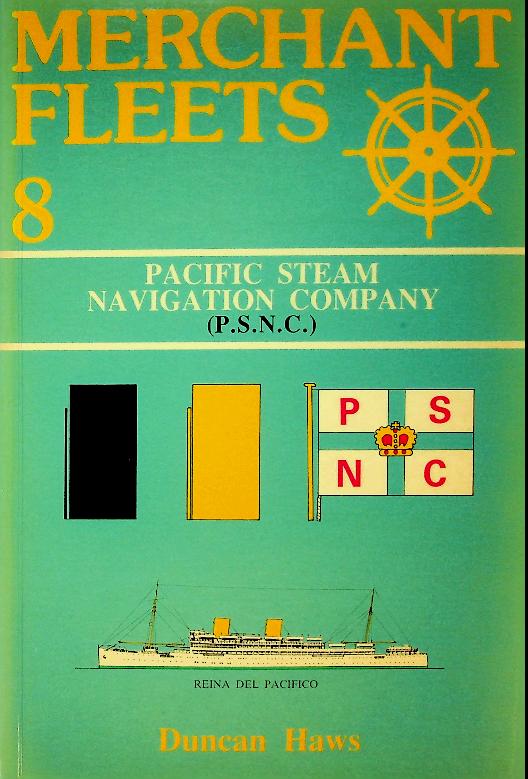 MERCHANT
FLEETS
8
PACIFIC STEAM
NAVIGATION COMPANY
(P.S.N.C.)
P S
N C
REINA DEL PACIFICO
Duncan Haws